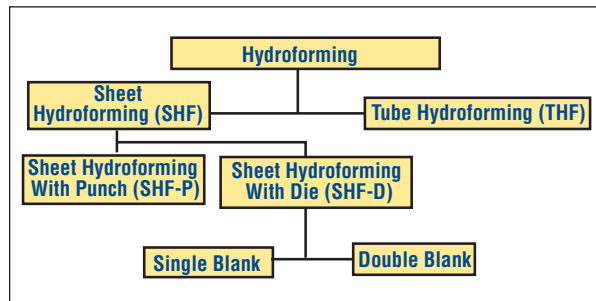 Hydroforming
Sheet
Hydroforming (SHF)
Tube Hydroforming (THF)
Sheet Hydroforming
With Punch (SHF-P)
Sheet Hydroforming
With Die (SHF-D)
Single Blank
Double Blank